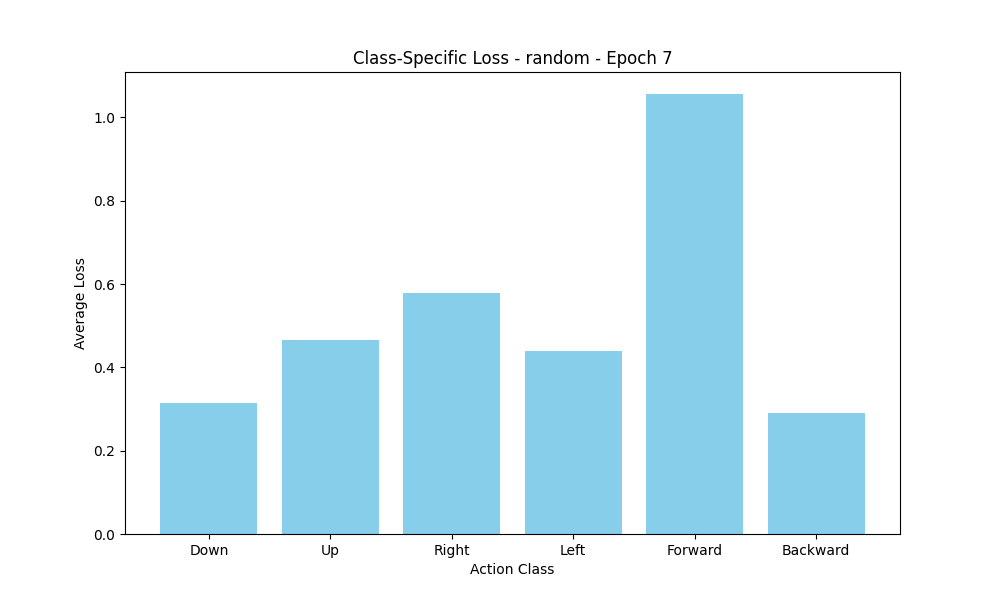 Class-Specific Loss - random - Epoch 7
Average Loss
1.0
0.8
0.6
0.4
0.2
0.0
Down Up Right Left Forward Backward
Action Class